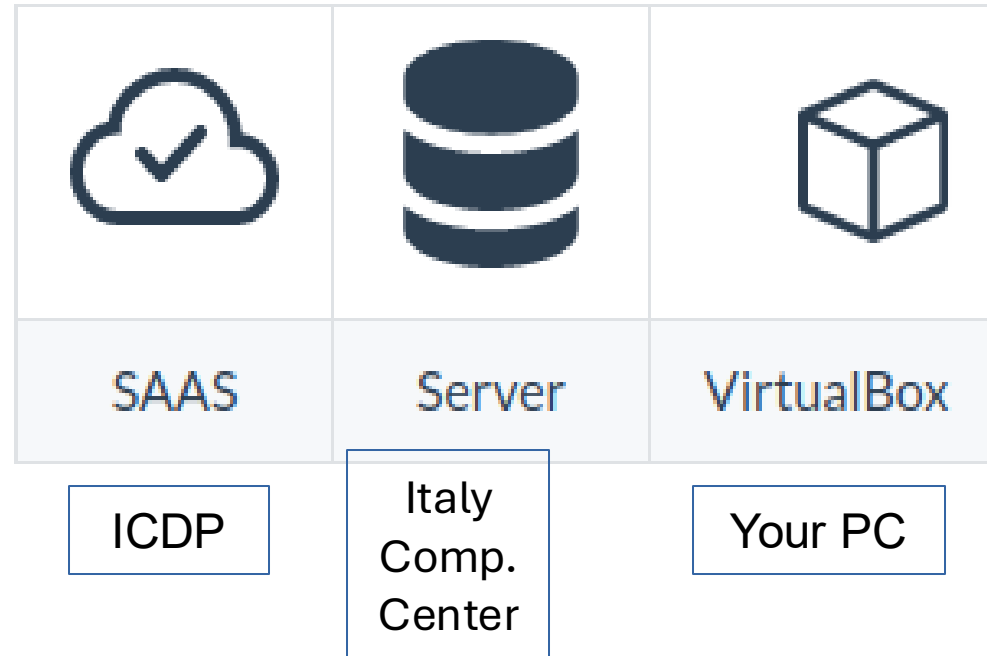 SAAS
Server
VirtualBox
ICDP
Italy
Comp.
Center
Your PC